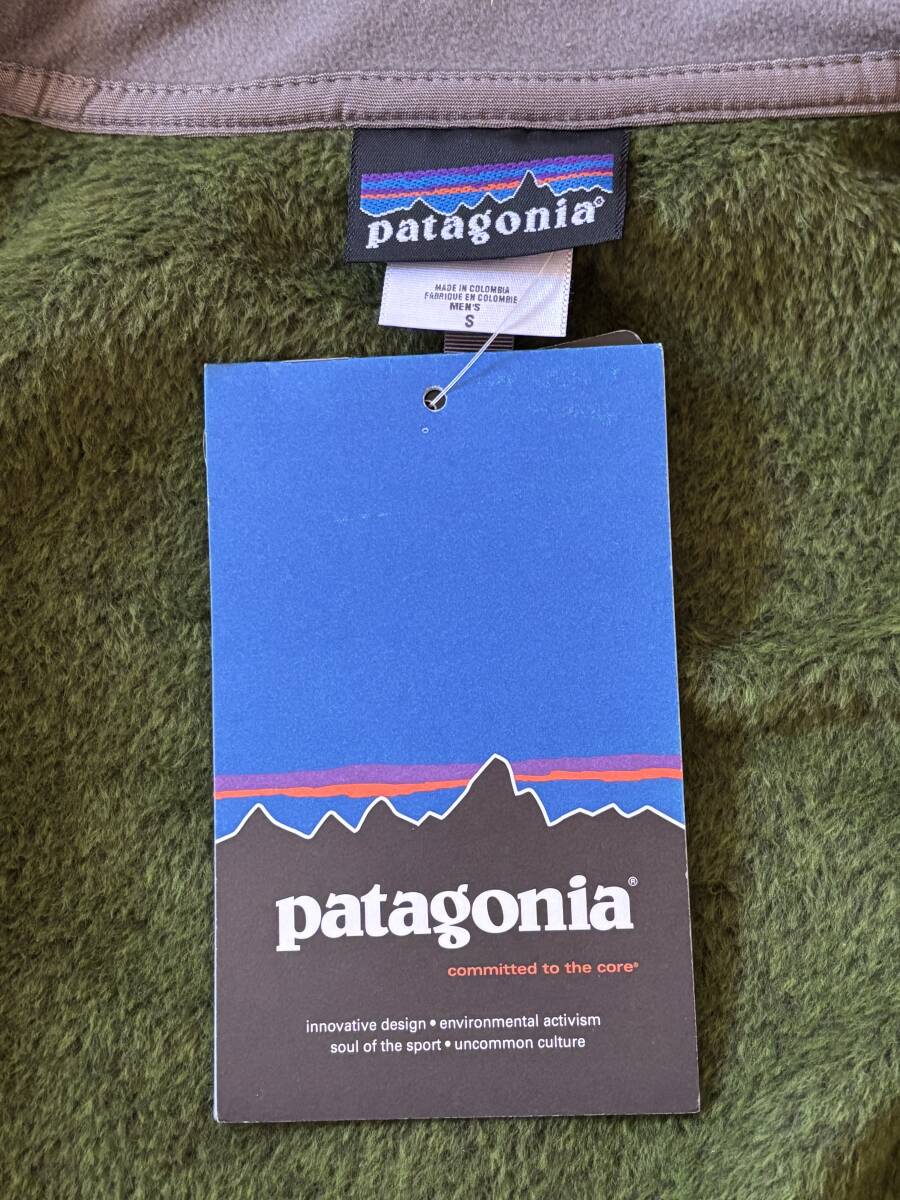 patagonia®
MADE IN COLOMBIA
FABRIQUE EN COLOMBIE
MEN'S
S
patagonia®
committed to the core®
innovative design • environmental activism
soul of the sport • uncommon culture